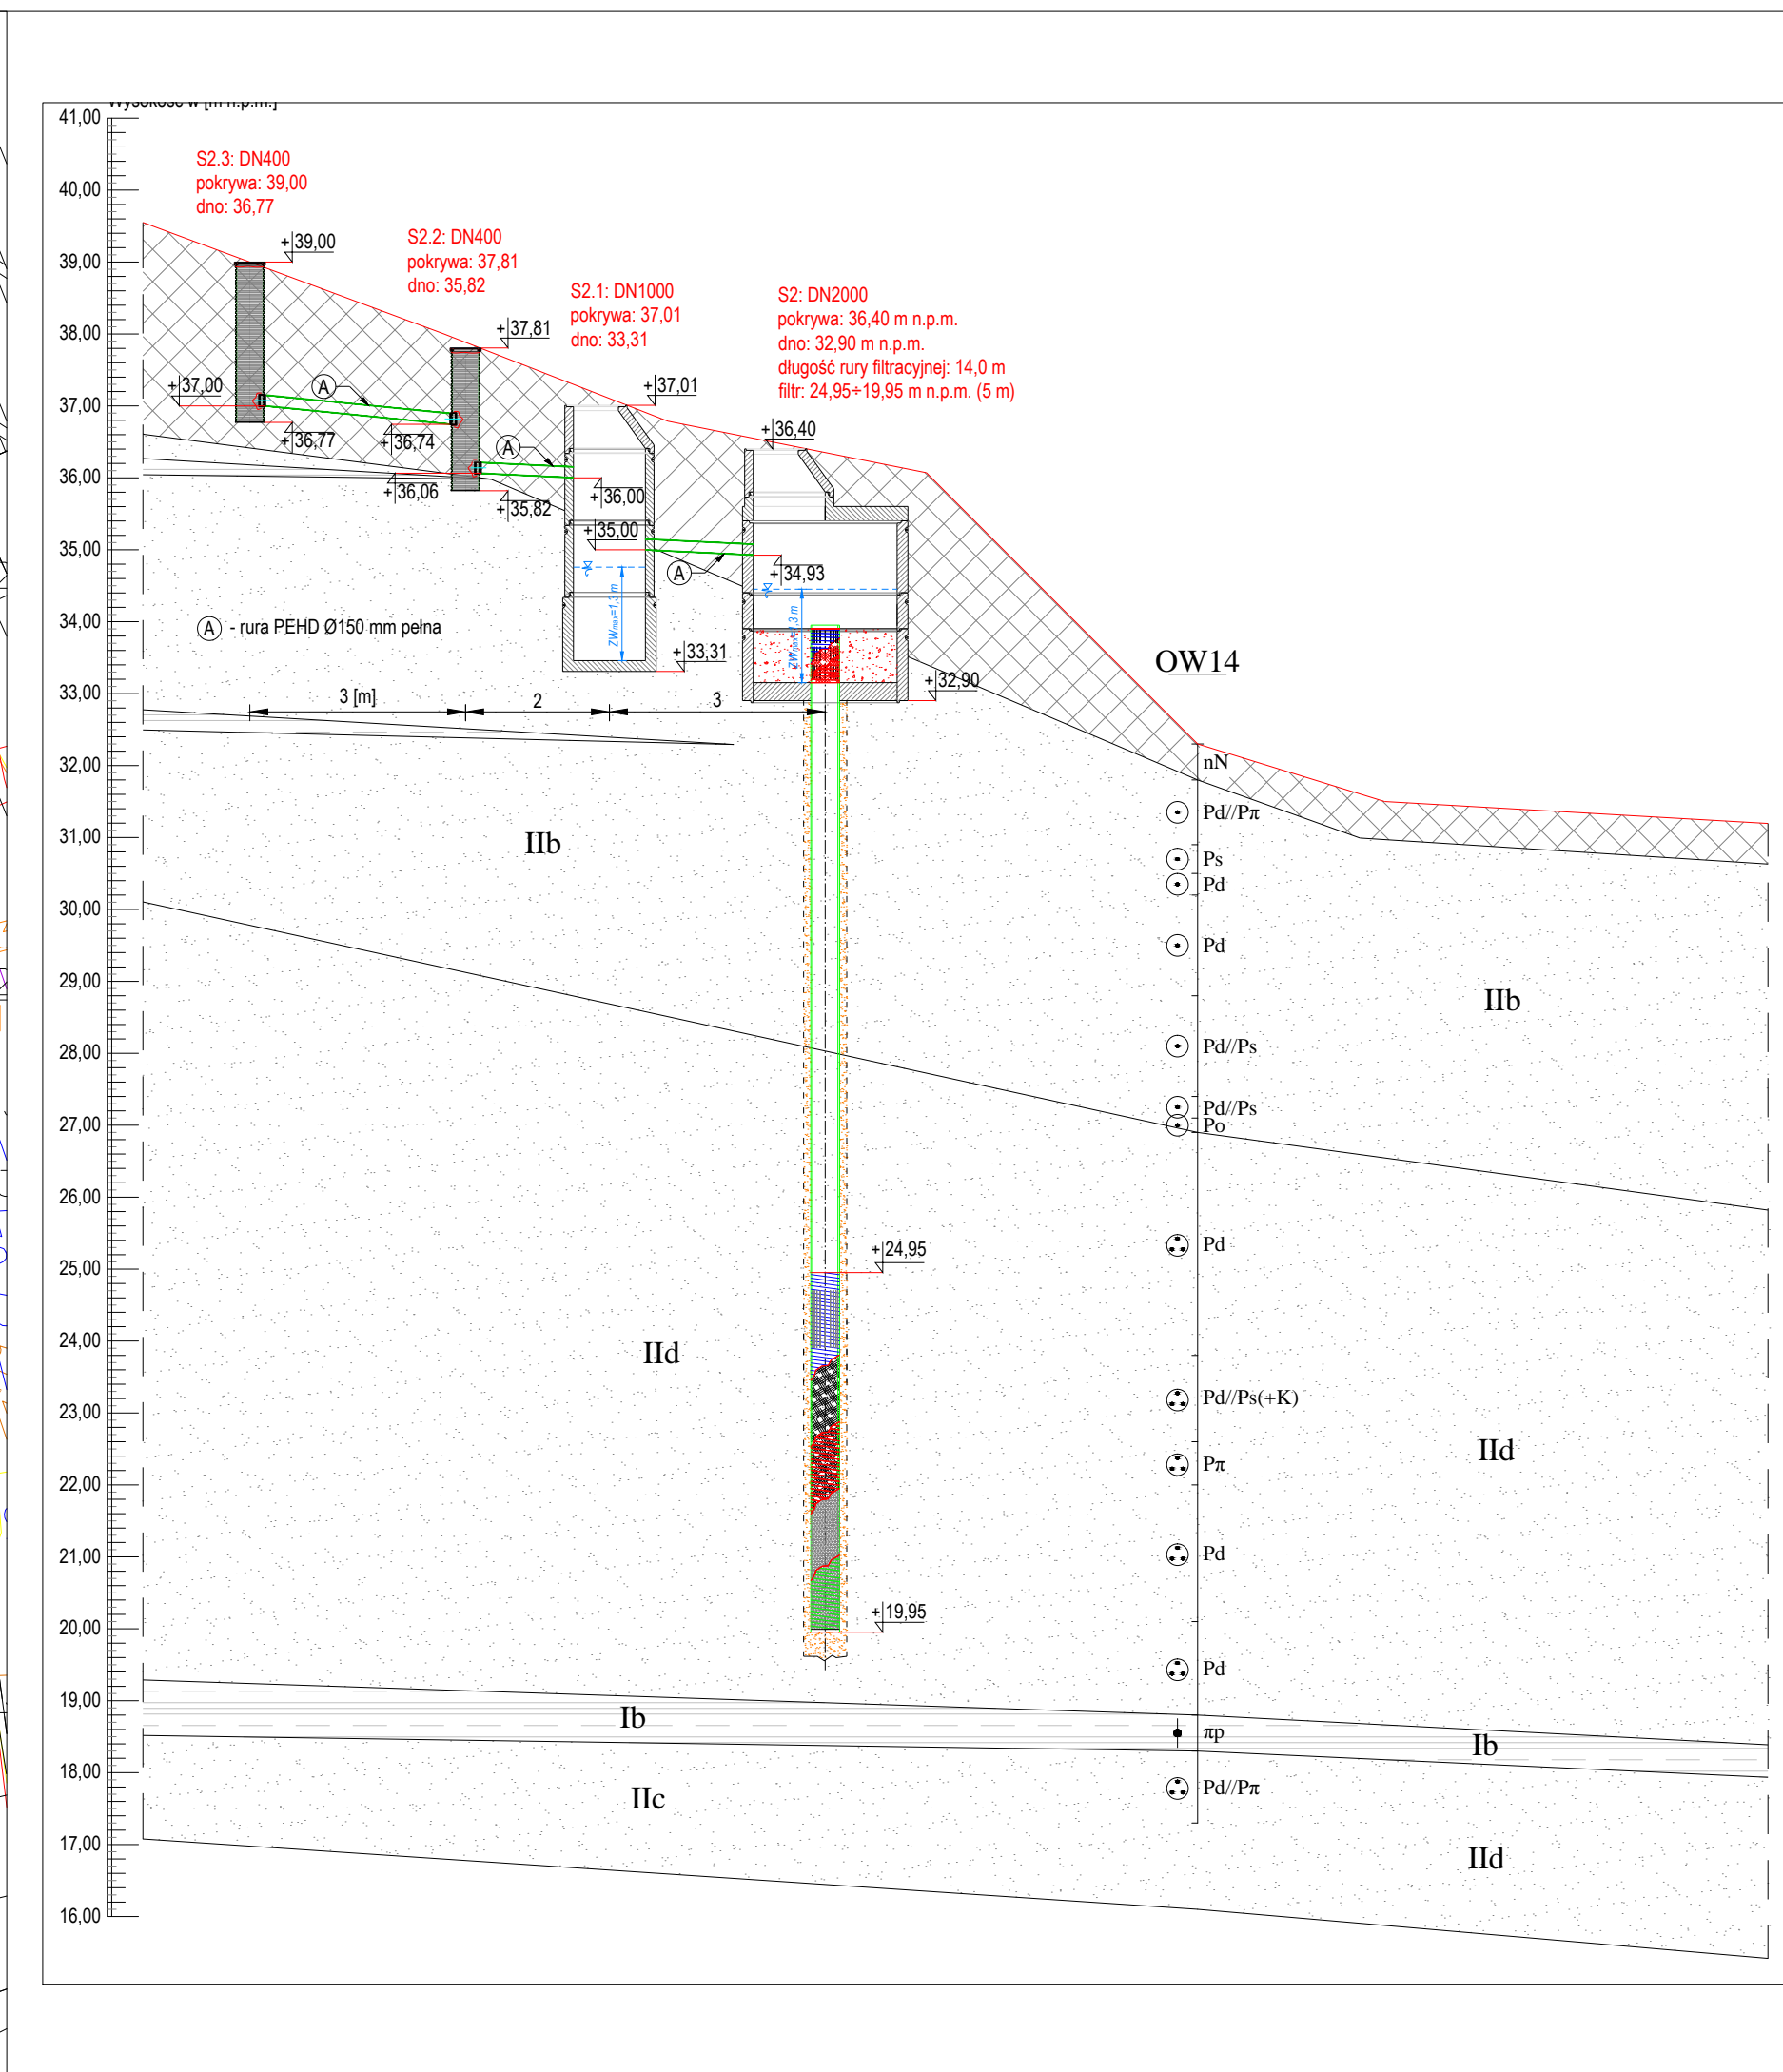 Wysokość w [m n.p.m.]
41,00
40,00
39,00
38,00
37,00
36,00
35,00
34,00
33,00
32,00
31,00
30,00
29,00
28,00
27,00
26,00
25,00
24,00
23,00
22,00
21,00
20,00
19,00
18,00
17,00
16,00
S2.3: DN400
pokrywa: 39,00
dno: 36,77
S2.2: DN400
pokrywa: 37,81
dno: 35,82
S2.1: DN1000
pokrywa: 37,01
dno: 33,31
S2: DN2000
pokrywa: 36,40 m n.p.m.
dno: 32,90 m n.p.m.
długość rury filtracyjnej: 14,0 m
filtr: 24,95÷19,95 m n.p.m. (5 m)
+39,00
+37,81
+37,00
A
+37,01
+36,77
+36,74
A
+36,40
+36,06
+35,82
+36,00
+35,00
A
+34,93
ZWmax=1,3 m
ZWmax=1,3 m
A - rura PEHD Ø150 mm pełna
+33,31
+32,90
3 [m]
2
3
OW14
nN
Pd//Pπ
Ps
Pd
Pd
Pd//Ps
Pd//Ps
Po
Pd
Pd//Ps(+K)
Pπ
Pd
Pd
πp
Pd//Pπ
IIb
IIb
+24,95
IId
IId
+19,95
Ib
Ib
IIc
IId